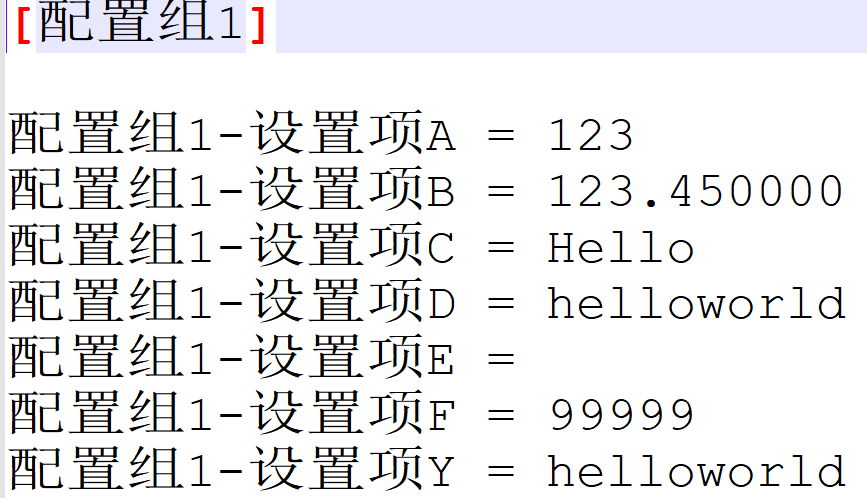 [配置组1]
配置组1-设置项A = 123
配置组1-设置项B = 123.450000
配置组1-设置项C = Hello
配置组1-设置项D = helloworld
配置组1-设置项E =
配置组1-设置项F = 99999
配置组1-设置项Y = helloworld